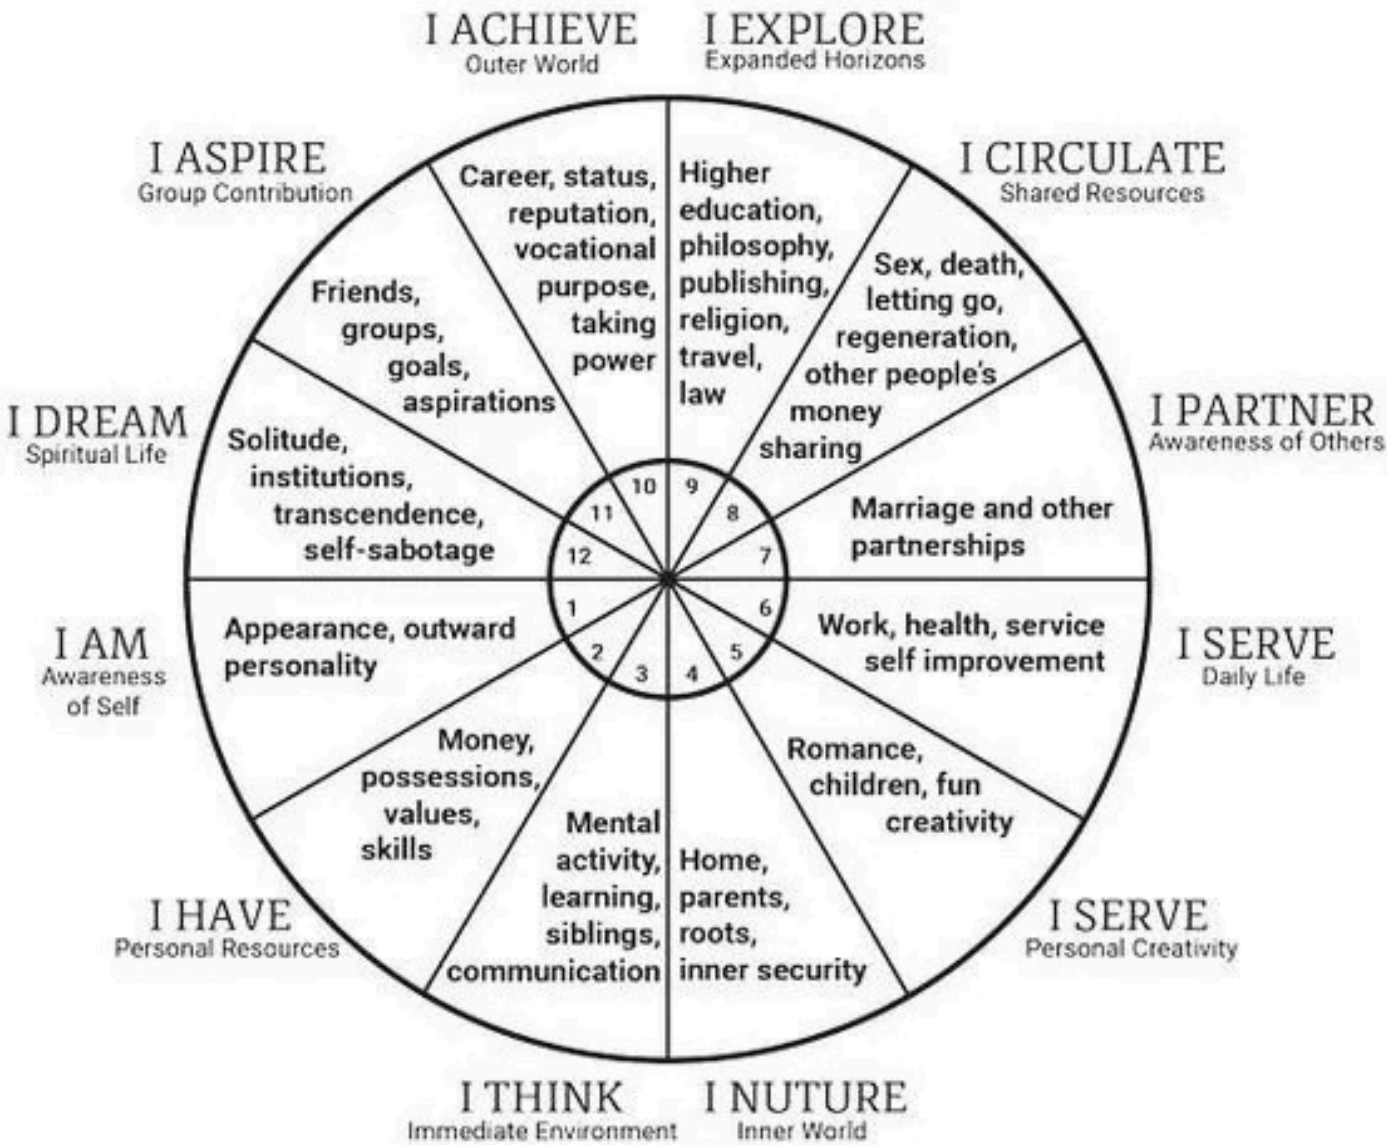 I ACHIEVE
Outer World
I EXPLORE
Expanded Horizons
I ASPIRE
Group Contribution
I CIRCULATE
Shared Resources
Career, status,
reputation,
vocational
purpose,
taking
power
Higher
education,
philosophy,
publishing,
religion,
travel,
law
Sex, death,
letting go,
regeneration,
other people's
money
sharing
Friends,
groups,
goals,
aspirations
I DREAM
Spiritual Life
I PARTNER
Awareness of Others
Solitude,
institutions,
transcendence,
self-sabotage
Marriage and other
partnerships
10
9
11
8
12
7
1
6
2
5
3
4
I AM
Awareness
of Self
Appearance, outward
personality
Work, health, service
self improvement
I SERVE
Daily Life
Money,
possessions,
values,
skills
Romance,
children, fun
creativity
Mental
activity,
learning,
siblings,
communication
Home,
parents,
roots,
inner security
I HAVE
Personal Resources
I SERVE
Personal Creativity
I THINK
Immediate Environment
I NUTURE
Inner World